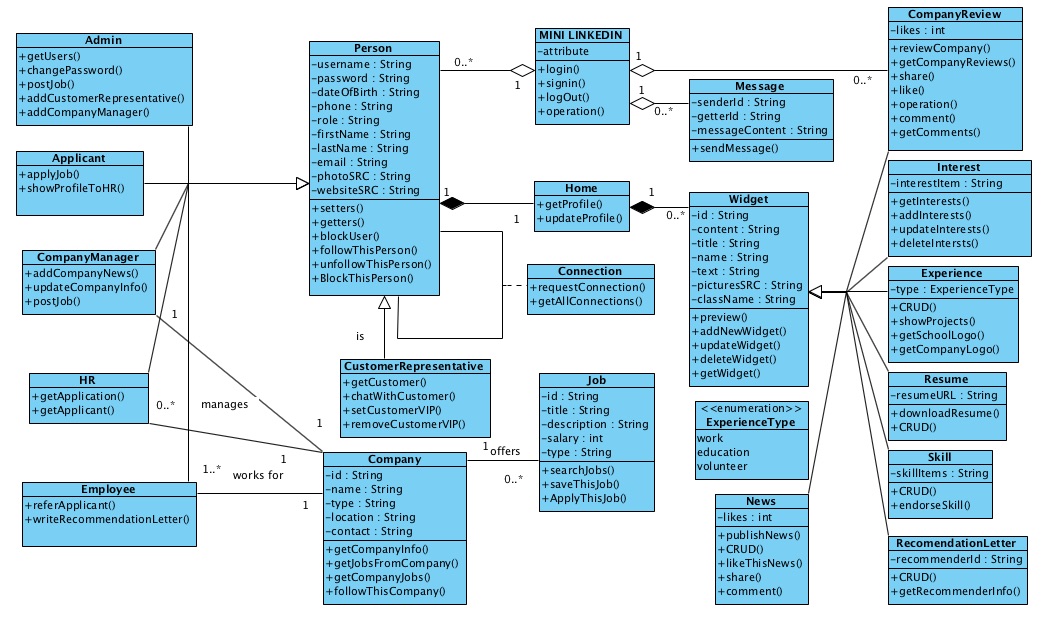 Admin
+getUsers()
+changePassword()
+postJob()
+addCustomerRepresentative()
+addCompanyManager()
Applicant
+applyJob()
+showProfileToHR()
CompanyManager
+addCompanyNews()
+updateCompanyInfo()
+postJob()
HR
+getApplication()
+getApplicant()
Employee
+referApplicant()
+writeRecommendationLetter()
1
0..*
manages
1
1
1..*
works for
1
Person
-username : String
-password : String
-dateOfBirth : String
-phone : String
-role : String
-firstName : String
-lastName : String
-email : String
-photoSRC : String
-websiteSRC : String
+setters()
+getters()
+blockUser()
+followThisPerson()
+unfollowThisPerson()
+BlockThisPerson()
is
CustomerRepresentative
+getCustomer()
+chatWithCustomer()
+setCustomerVIP()
+removeCustomerVIP()
Company
-id : String
-name : String
-type : String
-location : String
-contact : String
+getCompanyInfo()
+getJobsFromCompany()
+getCompanyJobs()
+followThisCompany()
1
offers
0..*
0..*
1
MINI LINKEDIN
-attribute
+login()
+signin()
+logOut()
+operation()
1
0..*
1
0..*
1
1
Home
+getProfile()
+updateProfile()
1
0..*
Connection
+requestConnection()
+getAllConnections()
Job
-id : String
-title : String
-description : String
-salary : int
-type : String
+searchJobs()
+saveThisJob()
+ApplyThisJob()
Message
-senderId : String
-getterId : String
-messageContent : String
+sendMessage()
Widget
-id : String
-content : String
-title : String
-name : String
-text : String
-picturesSRC : String
-className : String
+preview()
+addNewWidget()
+updateWidget()
+deleteWidget()
+getWidget()
<<enumeration>>
ExperienceType
work
education
volunteer
News
-likes : int
+publishNews()
+CRUD()
+likeThisNews()
+share()
+comment()
CompanyReview
-likes : int
+reviewCompany()
+getCompanyReviews()
+share()
+like()
+operation()
+comment()
+getComments()
Interest
-interestItem : String
+getInterests()
+addInterests()
+updateInterests()
+deleteIntersts()
Experience
-type : ExperienceType
+CRUD()
+showProjects()
+getSchoolLogo()
+getCompanyLogo()
Resume
-resumeURL : String
+downloadResume()
+CRUD()
Skill
-skillItems : String
+CRUD()
+endorseSkill()
RecomendationLetter
-recommenderId : String
+CRUD()
+getRecommenderInfo()